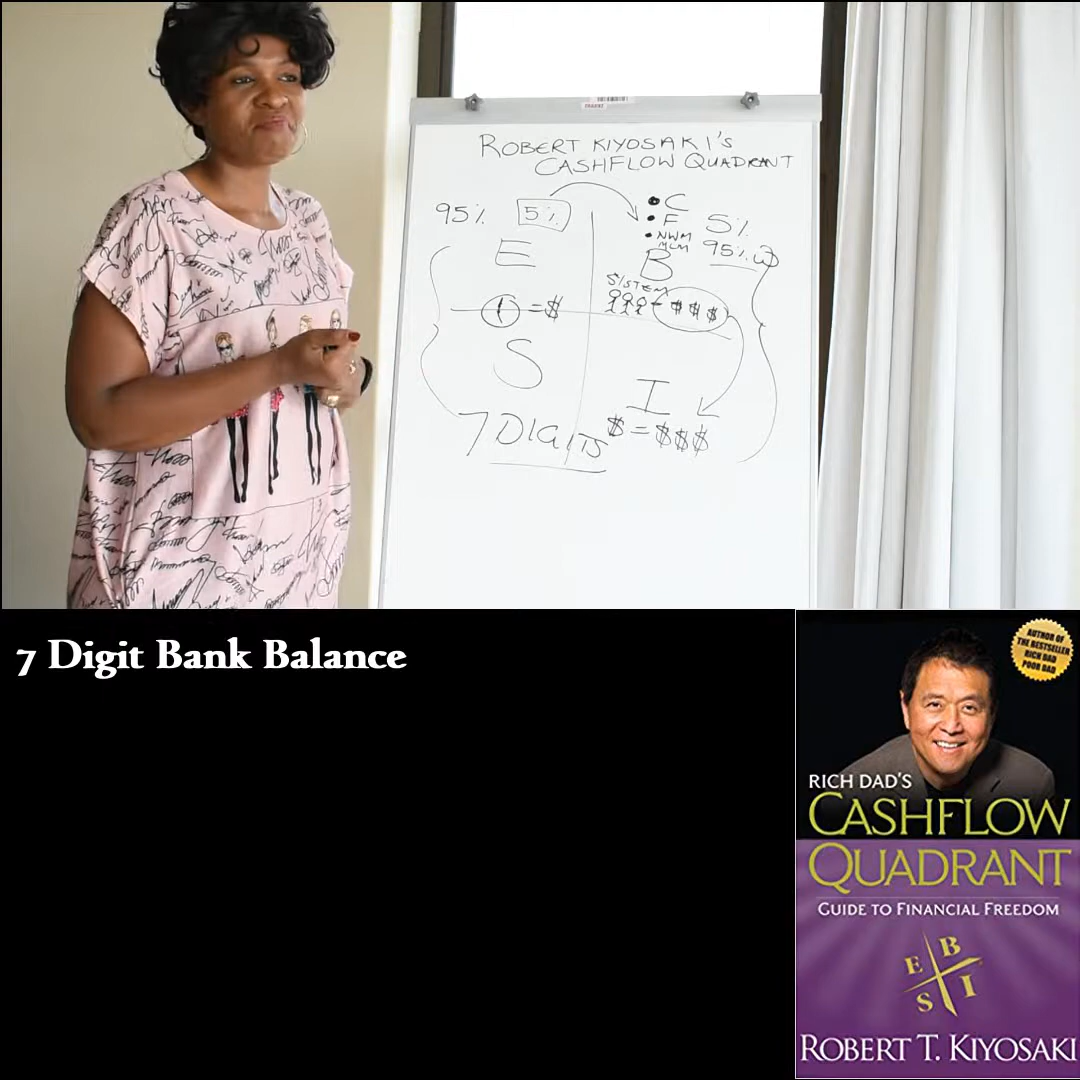 ROBERT KIYOSAKI'S
CASHFLOW QUADRANT
95% 5%
E
= $
S
7 DIGITS
• C
• F
• NWM
MLM
5%
95% W
B
SYSTEM
= $ $ $
I
$ = $$$
7 Digit Bank Balance
AUTHOR OF
THE BESTSELLER
RICH DAD
POOR DAD
RICH DAD'S
CASHFLOW
QUADRANT
GUIDE TO FINANCIAL FREEDOM
E B
S I
ROBERT T. KIYOSAKI